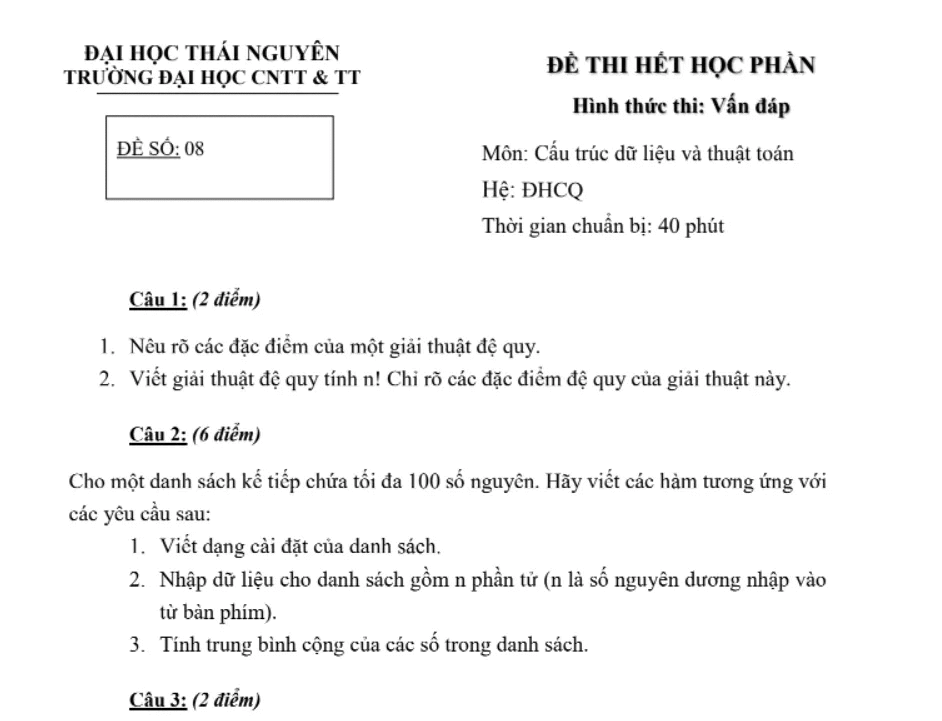 ĐẠI HỌC THÁI NGUYÊN
TRƯỜNG ĐẠI HỌC CNTT & TT
ĐỀ SỐ: 08
ĐỀ THI HẾT HỌC PHẦN
Hình thức thi: Vấn đáp
Môn: Cấu trúc dữ liệu và thuật toán
Hệ: ĐHCQ
Thời gian chuẩn bị: 40 phút
Câu 1: (2 điểm)
1. Nêu rõ các đặc điểm của một giải thuật đệ quy.
2. Viết giải thuật đệ quy tính n! Chỉ rõ các đặc điểm đệ quy của giải thuật này.
Câu 2: (6 điểm)
Cho một danh sách kế tiếp chứa tối đa 100 số nguyên. Hãy viết các hàm tương ứng với
các yêu cầu sau:
1. Viết dạng cài đặt của danh sách.
2. Nhập dữ liệu cho danh sách gồm n phần tử (n là số nguyên dương nhập vào
từ bàn phím).
3. Tính trung bình cộng của các số trong danh sách.
Câu 3: (2 điểm)